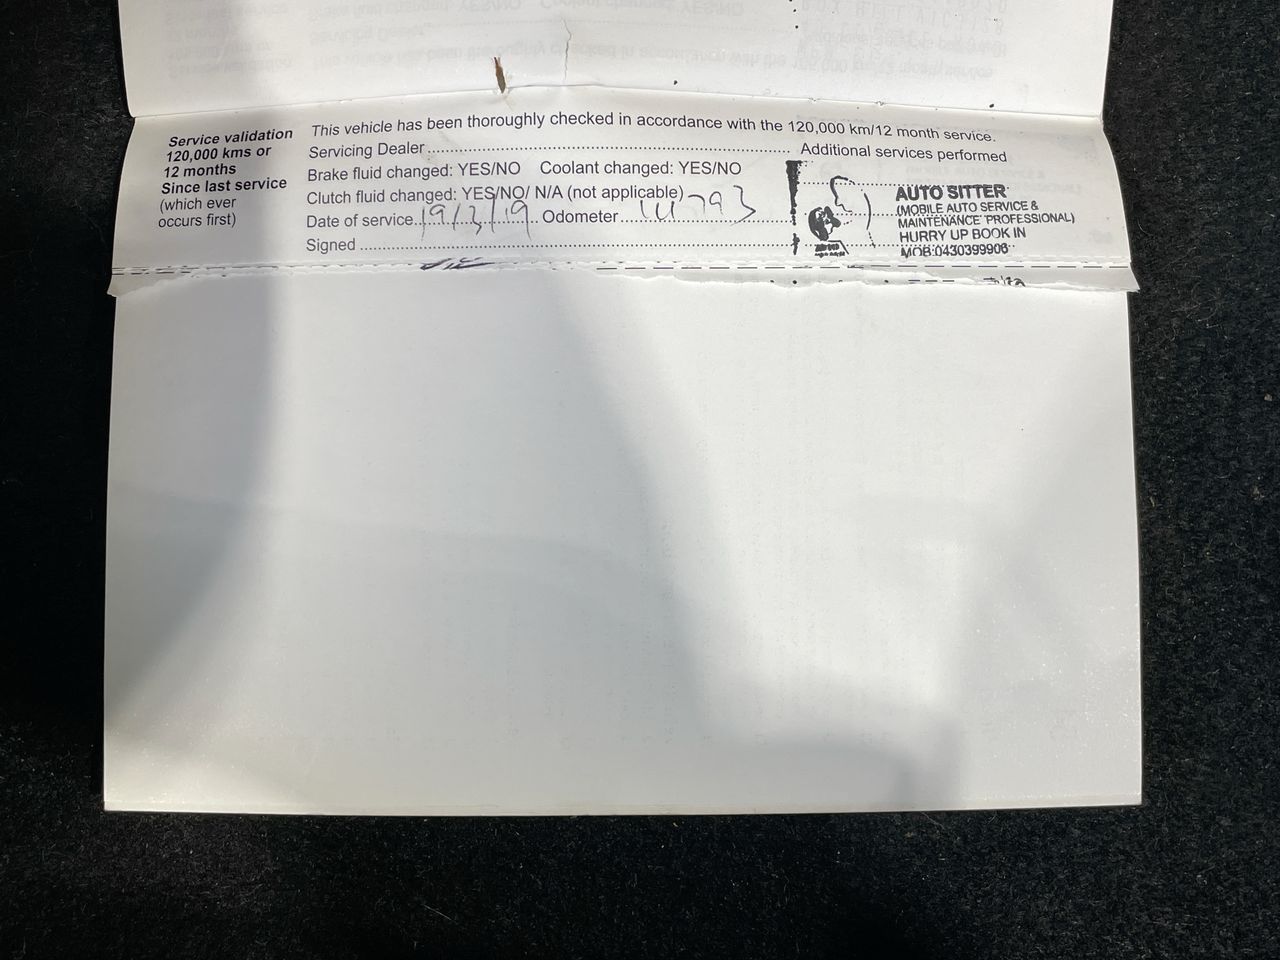 Service validation
120,000 kms or
12 months
Since last service
(which ever
occurs first)
This vehicle has been thoroughly checked in accordance with the 120,000 km/12 month service.
Servicing Dealer
Brake fluid changed: YES/NO Coolant changed: YES/NO
Clutch fluid changed: YES/NO/ N/A (not applicable)
Date of service 19/3/19 Odometer
Signed
Additional services performed
AUTO SITTER
(MOBILE AUTO SERVICE &
MAINTENANCE PROFESSIONAL)
HURRY UP BOOK IN
MOB:0430399906